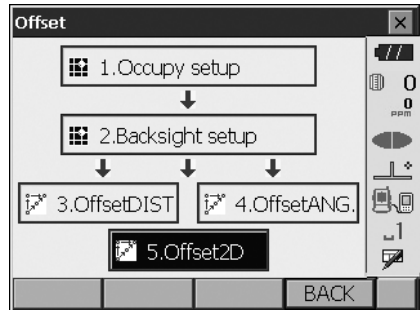 Offset
1.Occupy setup
0
0
PPM
2.Backsight setup
3.OffsetDIST
4.OffsetANG.
5.Offset2D
1
BACK